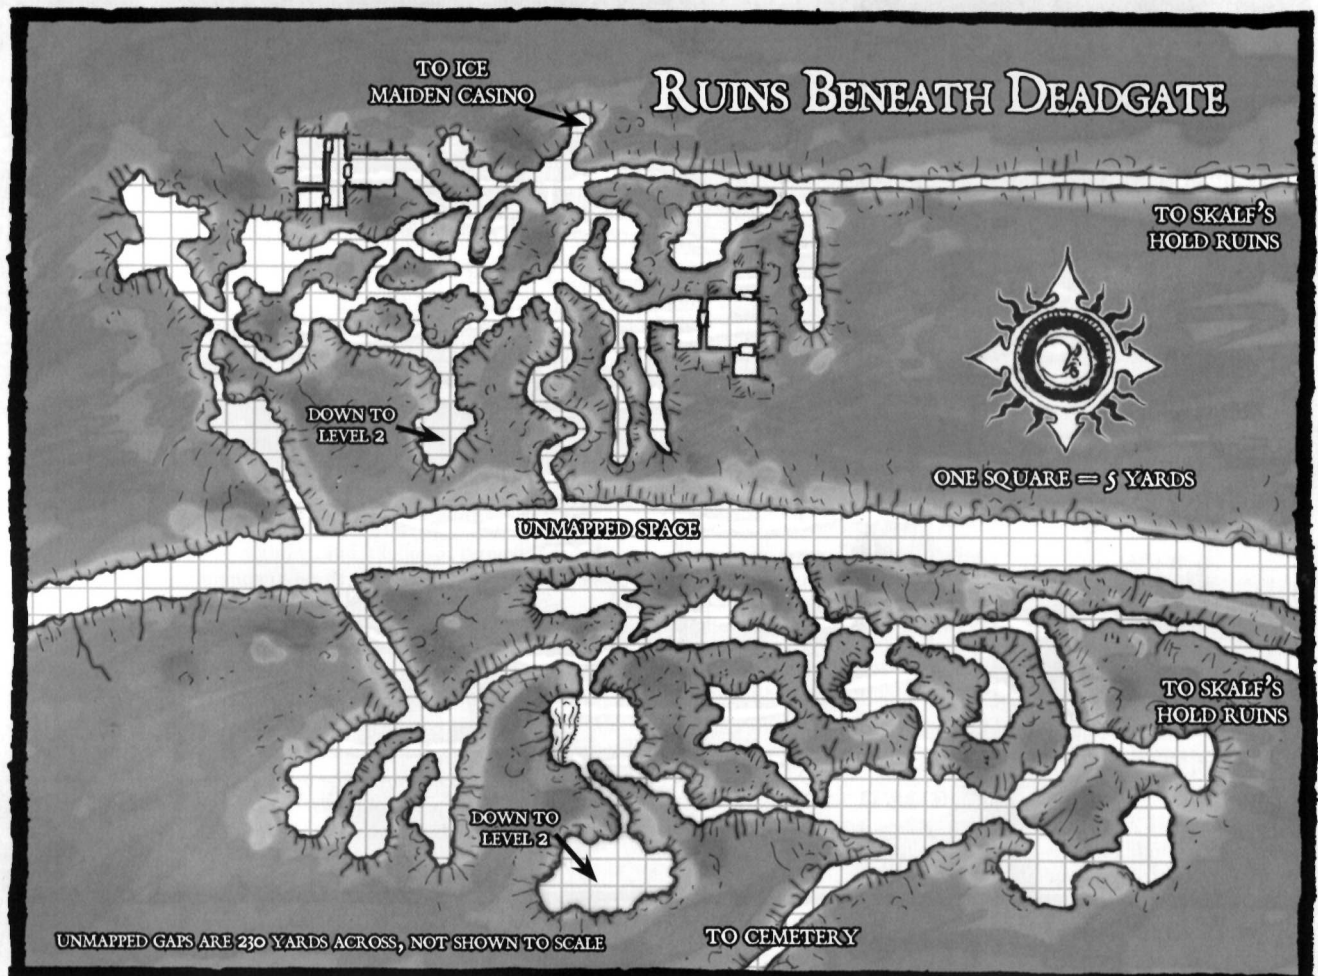 TO ICE
MAIDEN CASINO
RUINS BENEATH DEADGATE
TO SKALF'S
HOLD RUINS
DOWN TO
LEVEL 2
ONE SQUARE = 5 YARDS
UNMAPPED SPACE
TO SKALF'S
HOLD RUINS
DOWN TO
LEVEL 2
UNMAPPED GAPS ARE 230 YARDS ACROSS, NOT SHOWN TO SCALE
TO CEMETERY